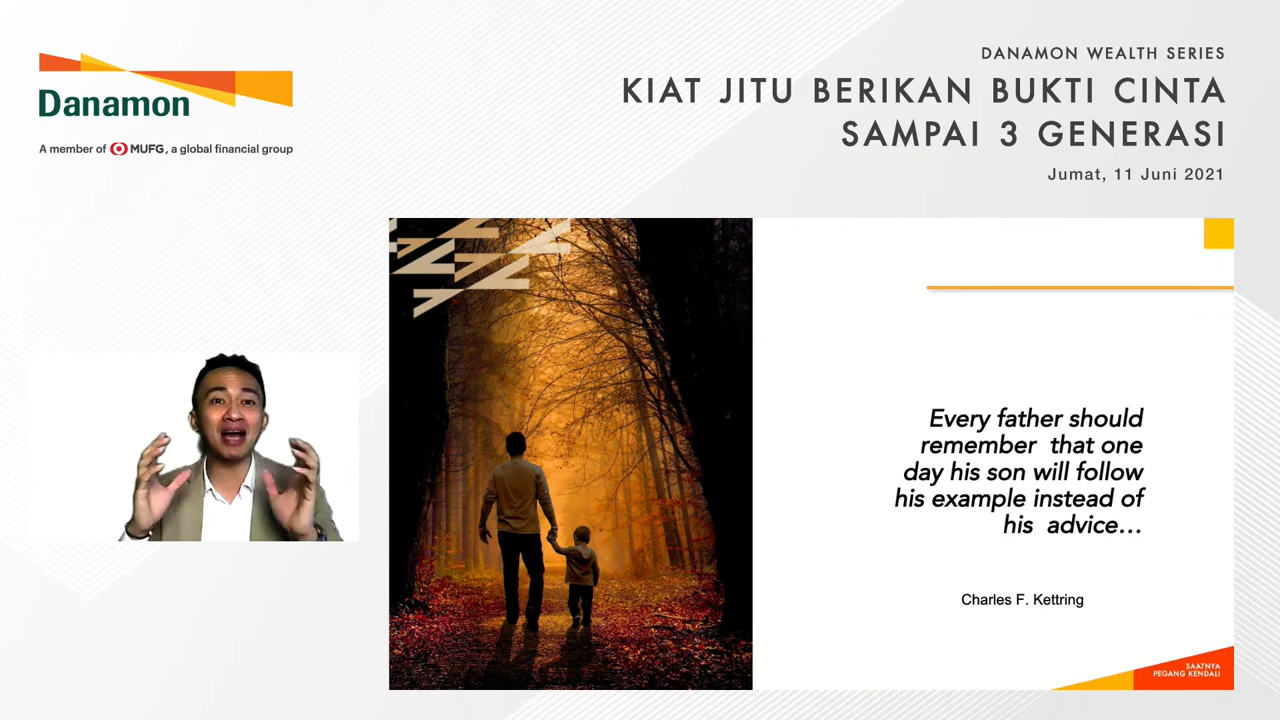 Danamon
A member of MUFG, a global financial group
DANAMON WEALTH SERIES
KIAT JITU BERIKAN BUKTI CINTA
SAMPAI 3 GENERASI
Jumat, 11 Juni 2021
Every father should
remember that one
day his son will follow
his example instead of
his advice...
Charles F. Kettring
SAATNYA
PEGANG KENDALI